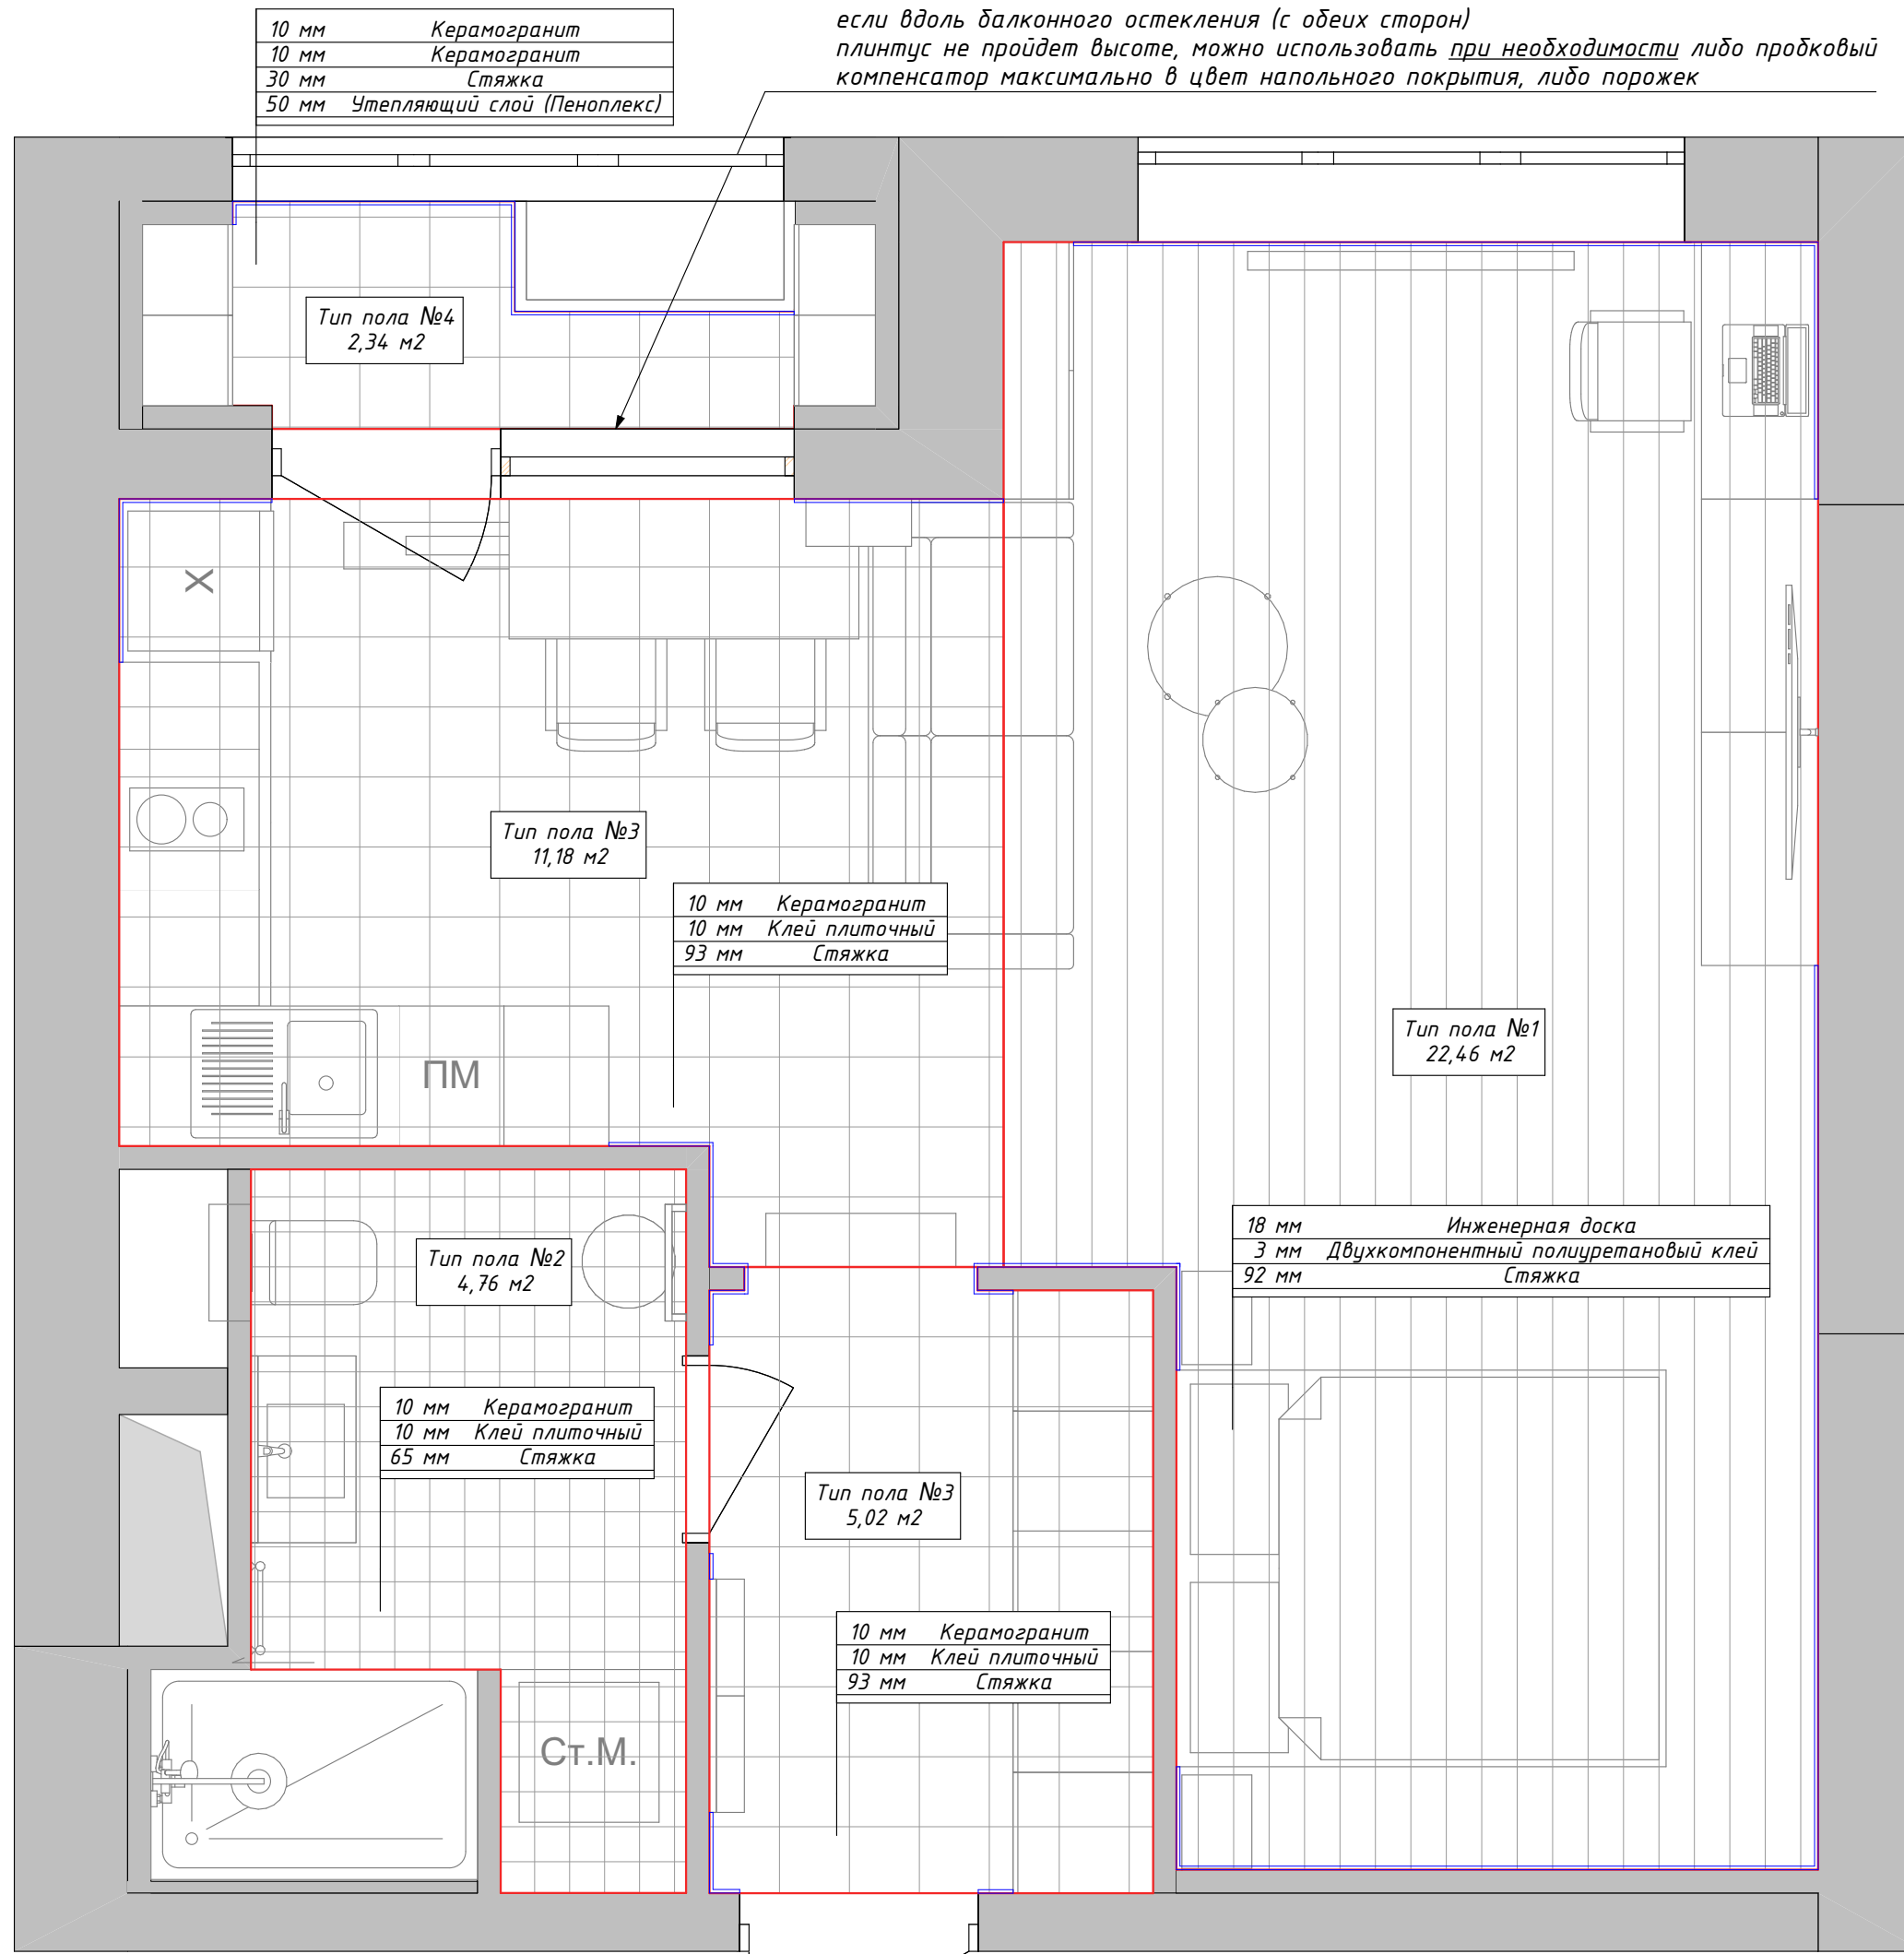 10 мм Керамогранит
10 мм Керамогранит
30 мм Стяжка
50 мм Утепляющий слой (Пеноплекс)
если вдоль балконного остекления (с обеих сторон)
плинтус не пройдет высоте, можно использовать при необходимости либо пробковый
компенсатор максимально в цвет напольного покрытия, либо порожек
Тип пола №4
2,34 м2
Х
Тип пола №3
11,18 м2
10 мм Керамогранит
10 мм Клей плиточный
93 мм Стяжка
Тип пола №1
22,46 м2
ПМ
18 мм Инженерная доска
3 мм Двухкомпонентный полиуретановый клей
92 мм Стяжка
Тип пола №2
4,76 м2
10 мм Керамогранит
10 мм Клей плиточный
65 мм Стяжка
Тип пола №3
5,02 м2
10 мм Керамогранит
10 мм Клей плиточный
93 мм Стяжка
Ст.М.